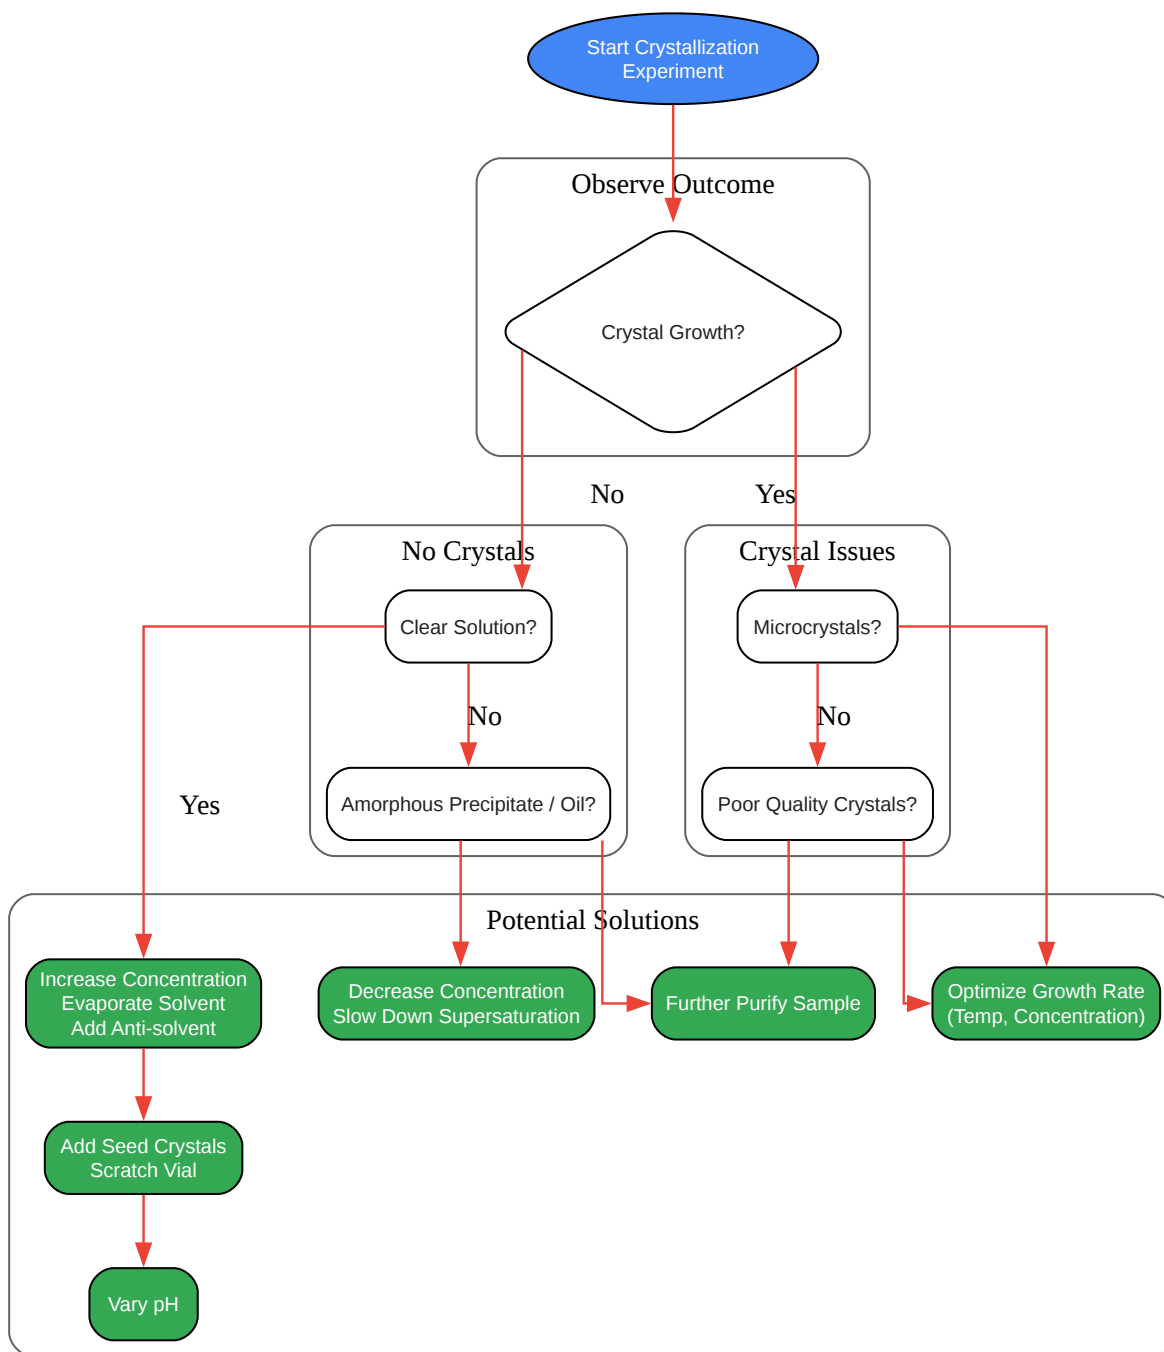 Start Crystallization
Experiment
Observe Outcome
Crystal Growth?
No
Yes
No Crystals
Crystal Issues
Clear Solution?
Microcrystals?
No
No
Amorphous Precipitate / Oil?
Poor Quality Crystals?
Yes
Potential Solutions
Increase Concentration
Evaporate Solvent
Add Anti-solvent
Decrease Concentration
Slow Down Supersaturation
Further Purify Sample
Optimize Growth Rate
(Temp, Concentration)
Add Seed Crystals
Scratch Vial
Vary pH